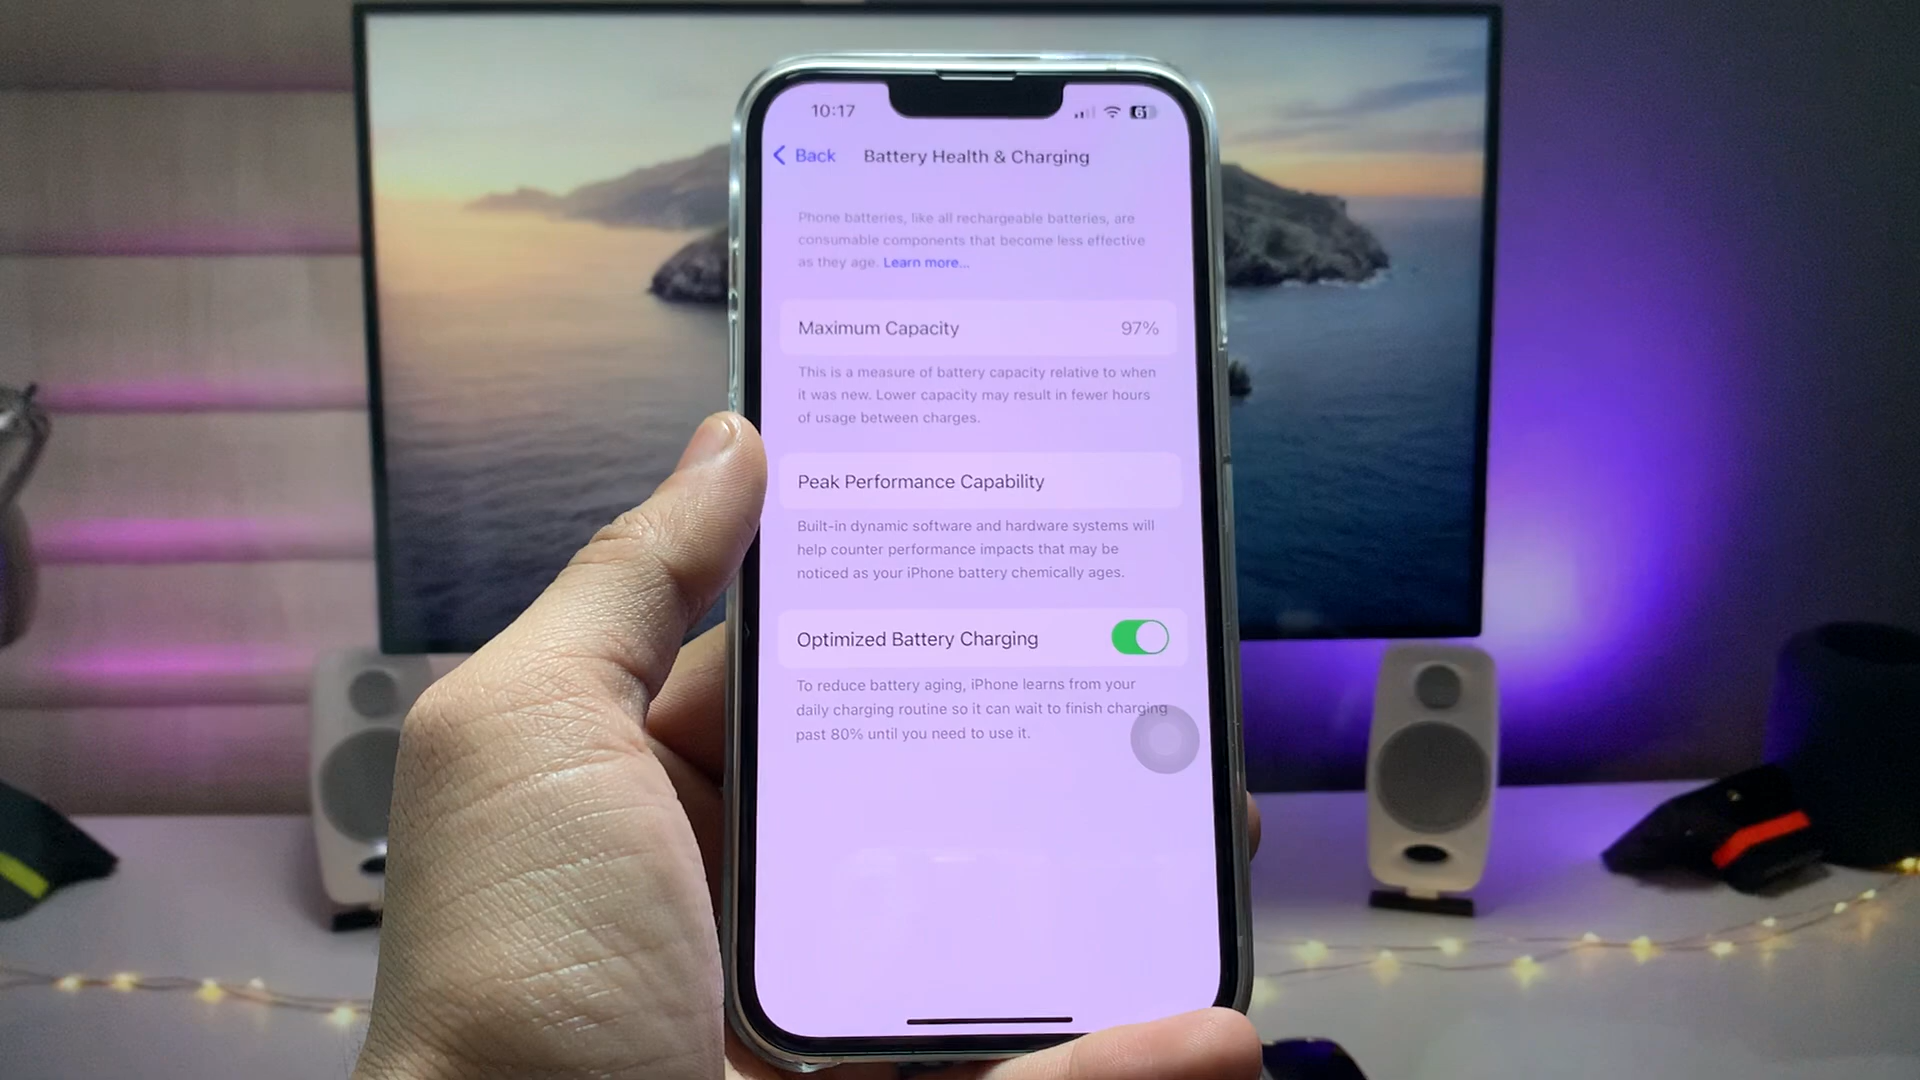 10:17
61
Back
Battery Health & Charging
Phone batteries, like all rechargeable batteries, are
consumable components that become less effective
as they age. Learn more...
Maximum Capacity 97%
This is a measure of battery capacity relative to when
it was new. Lower capacity may result in fewer hours
of usage between charges.
Peak Performance Capability
Built-in dynamic software and hardware systems will
help counter performance impacts that may be
noticed as your iPhone battery chemically ages.
Optimized Battery Charging
To reduce battery aging, iPhone learns from your
daily charging routine so it can wait to finish charging
past 80% until you need to use it.